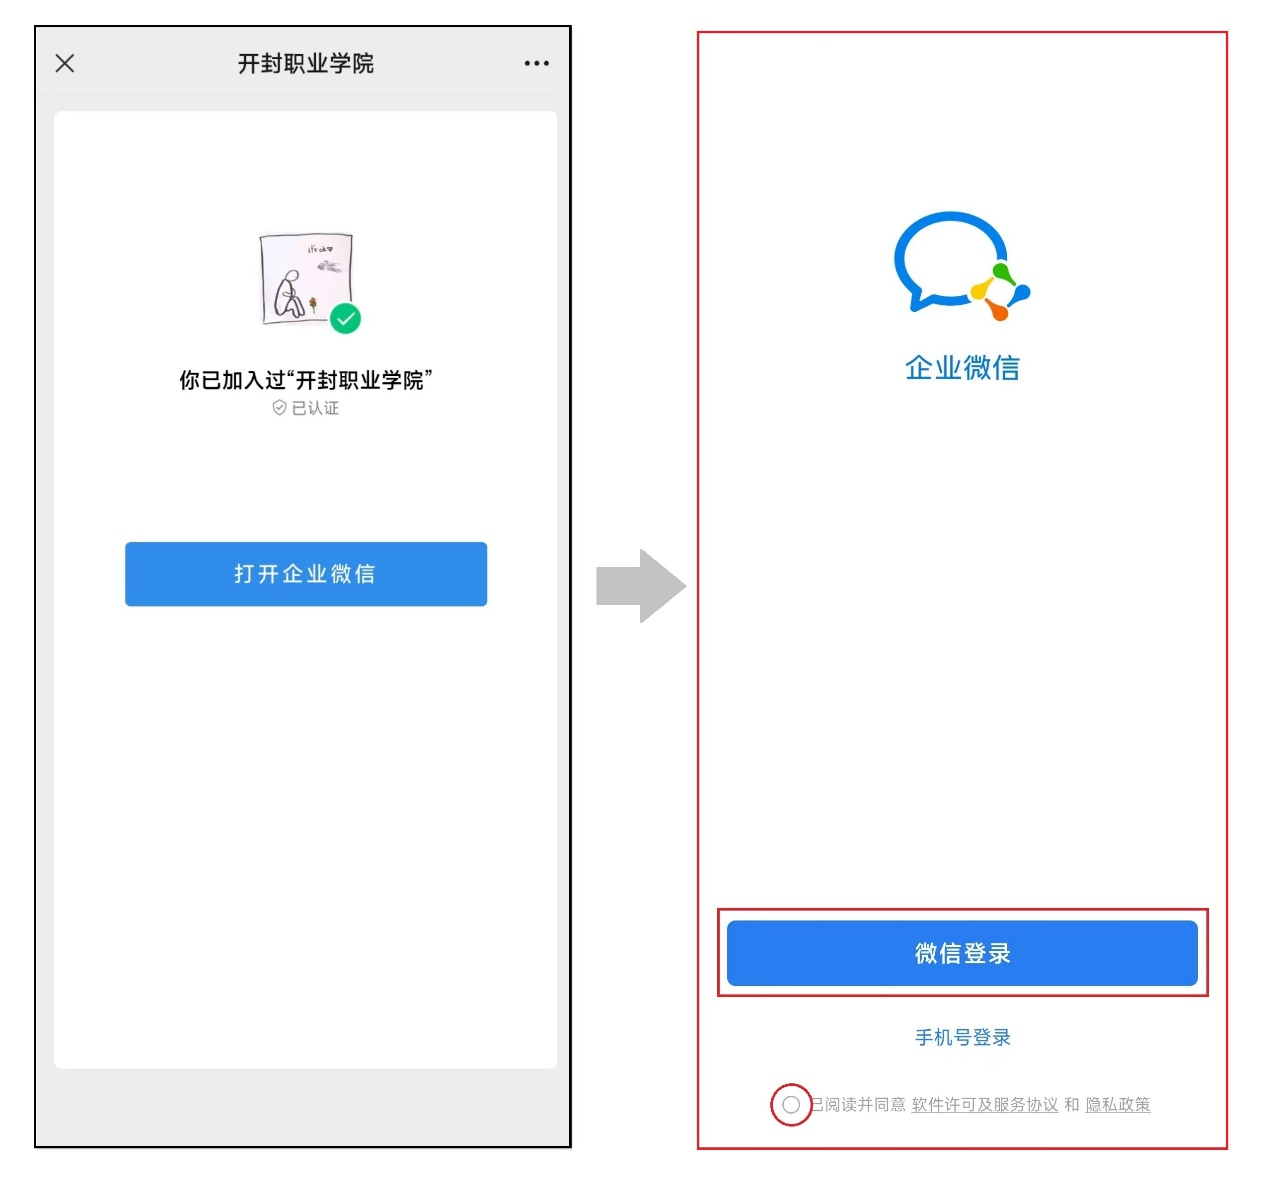 开封职业学院
it's ok♥
你已加入过“开封职业学院”
已认证
打开企业微信
企业微信
微信登录
手机号登录
已阅读并同意 软件许可及服务协议 和 隐私政策